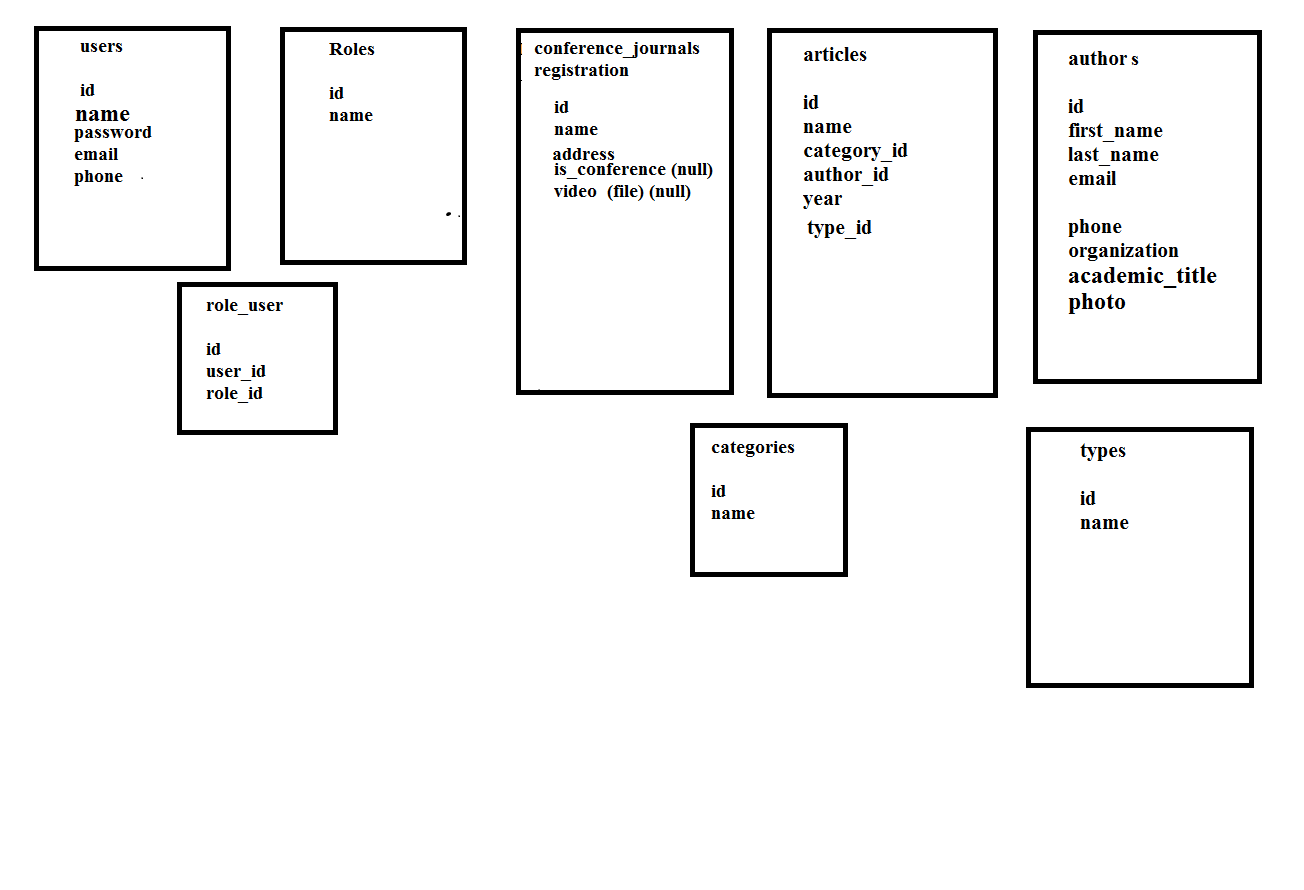 users
id
name
password
email
phone
Roles
id
name
conference_journals
registration
id
name
address
is_conference (null)
video (file) (null)
articles
id
name
category_id
author_id
year
type_id
author s
id
first_name
last_name
email
phone
organization
academic_title
photo
role_user
id
user_id
role_id
categories
id
name
types
id
name